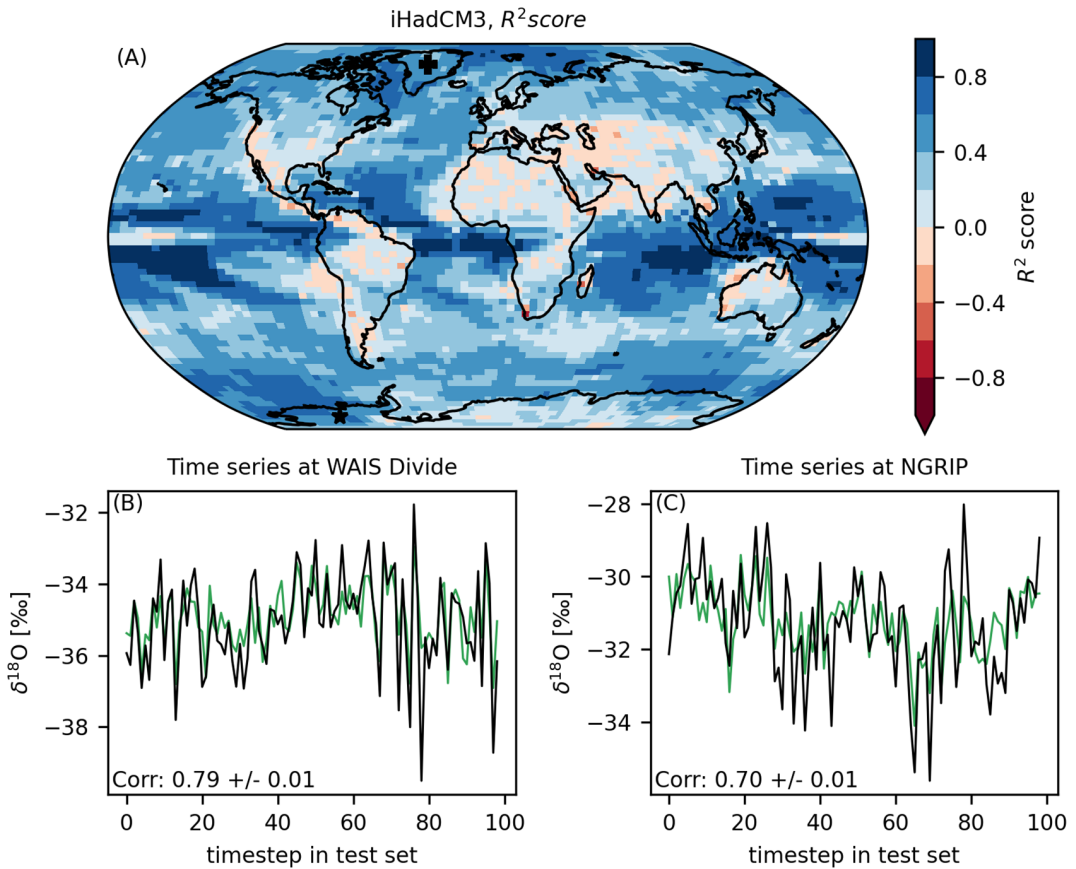 iHadCM3, R²score
(A)
0.8
0.4
0.0
−0.4
−0.8
R² score
Time series at WAIS Divide
Time series at NGRIP
(B)
−32
−34
−36
−38
δ¹⁸O [‰]
Corr: 0.79 +/- 0.01
0 20 40 60 80 100
timestep in test set
(C)
−28
−30
−32
−34
δ¹⁸O [‰]
Corr: 0.70 +/- 0.01
0 20 40 60 80 100
timestep in test set